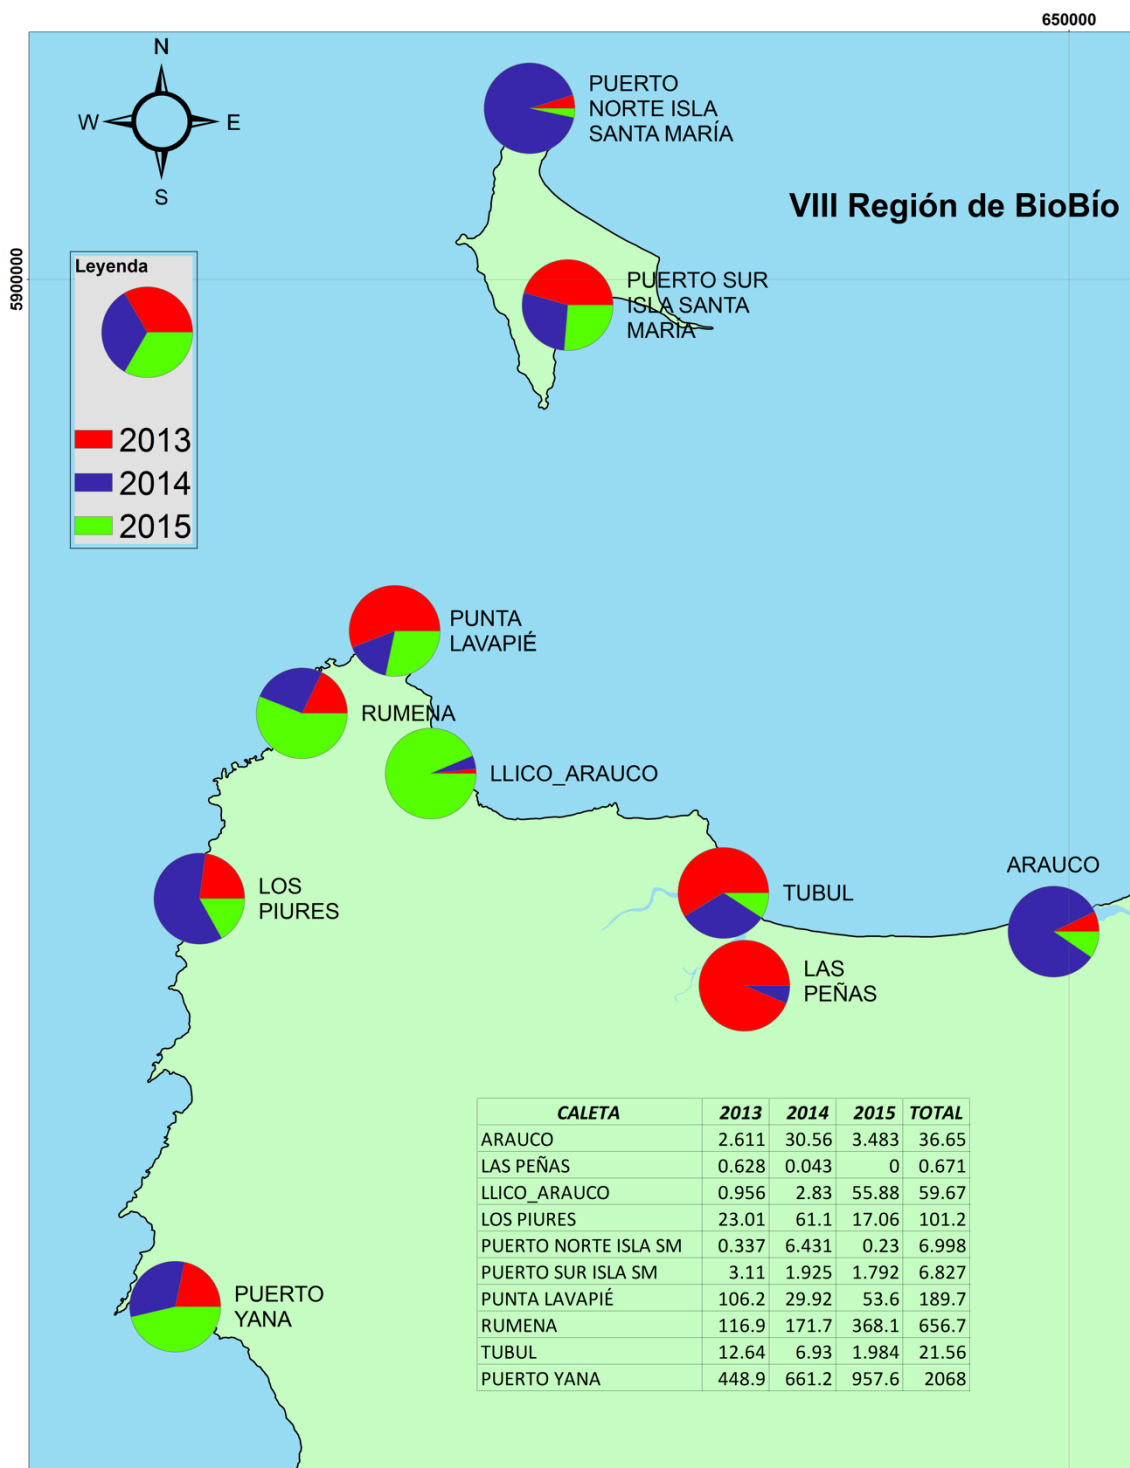 650000
N
W E
S
PUERTO
NORTE ISLA
SANTA MARÍA
VIII Región de BioBío
5900000
Leyenda
2013
2014
2015
PUERTO SUR
ISLA SANTA
MARÍA
PUNTA
LAVAPIÉ
RUMENA
LLICO_ARAUCO
LOS
PIURES
TUBUL
ARAUCO
LAS
PEÑAS
PUERTO
YANA
CALETA 2013 2014 2015 TOTAL
ARAUCO 2.611 30.56 3.483 36.65
LAS PEÑAS 0.628 0.043 0 0.671
LLICO_ARAUCO 0.956 2.83 55.88 59.67
LOS PIURES 23.01 61.1 17.06 101.2
PUERTO NORTE ISLA SM 0.337 6.431 0.23 6.998
PUERTO SUR ISLA SM 3.11 1.925 1.792 6.827
PUNTA LAVAPIÉ 106.2 29.92 53.6 189.7
RUMENA 116.9 171.7 368.1 656.7
TUBUL 12.64 6.93 1.984 21.56
PUERTO YANA 448.9 661.2 957.6 2068